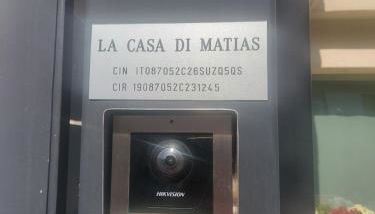 LA CASA DI MATIAS
CIN IT087052C26SUZQ5QS
CIR 19087052C231245
HIKVISION